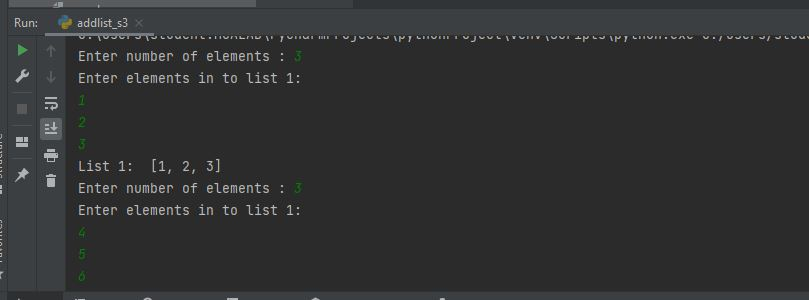 Run:
addlist_s3
Enter number of elements : 3
Enter elements in to list 1:
1
2
3
List 1:  [1, 2, 3]
Enter number of elements : 3
Enter elements in to list 1:
4
5
6